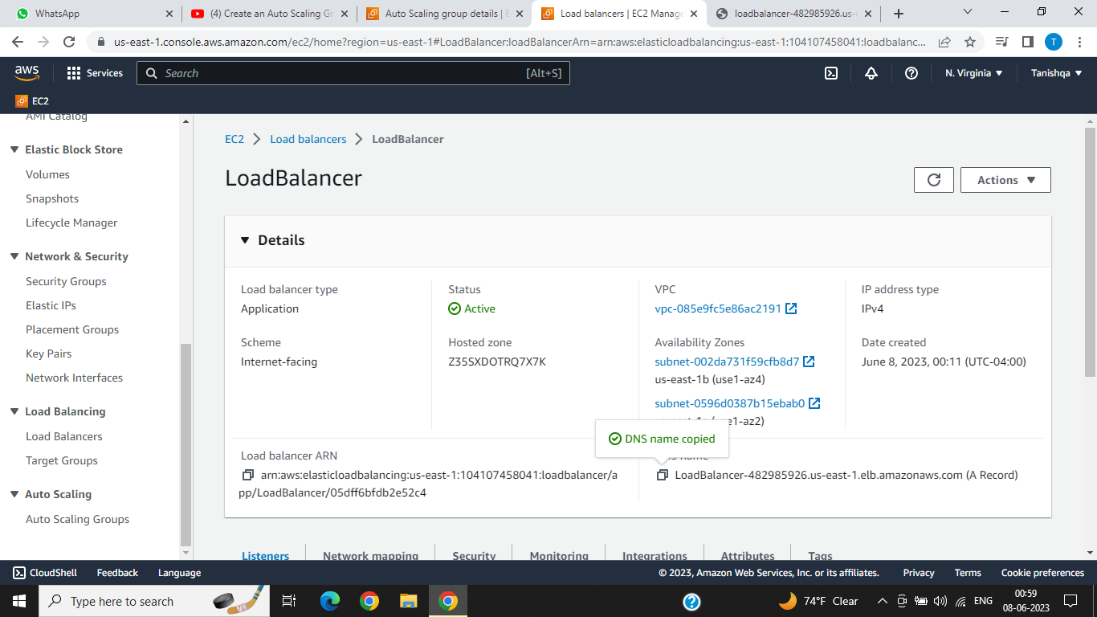 WhatsApp
(4) Create an Auto Scaling Gr
Auto Scaling group details | E
Load balancers | EC2 Manage
loadbalancer-482985926.us-e
us-east-1.console.aws.amazon.com/ec2/home?region=us-east-1#LoadBalancer:loadBalancerArn=arn:aws:elasticloadbalancing:us-east-1:104107458041:loadbalanc...
T
aws
Services
Search
[Alt+S]
N. Virginia
Tanishqa
EC2
AMI Catalog
Elastic Block Store
Volumes
Snapshots
Lifecycle Manager
Network & Security
Security Groups
Elastic IPs
Placement Groups
Key Pairs
Network Interfaces
Load Balancing
Load Balancers
Target Groups
Auto Scaling
Auto Scaling Groups
EC2 > Load balancers > LoadBalancer
LoadBalancer
Actions
Details
Load balancer type
Application
Status
Active
VPC
vpc-085e9fc5e86ac2191
IP address type
IPv4
Scheme
Internet-facing
Hosted zone
Z35SXDOTRQ7X7K
Availability Zones
subnet-002da731f59cfb8d7
us-east-1b (use1-az4)
subnet-0596d0387b15ebab0
e1-az2)
Date created
June 8, 2023, 00:11 (UTC-04:00)
DNS name copied
Load balancer ARN
arn:aws:elasticloadbalancing:us-east-1:104107458041:loadbalancer/a
pp/LoadBalancer/05dff6bfdb2e52c4
name
LoadBalancer-482985926.us-east-1.elb.amazonaws.com (A Record)
Listeners
Network mapping
Security
Monitoring
Integrations
Attributes
Tags
CloudShell
Feedback
Language
© 2023, Amazon Web Services, Inc. or its affiliates.
Privacy
Terms
Cookie preferences
Type here to search
74°F Clear
ENG
00:59
08-06-2023